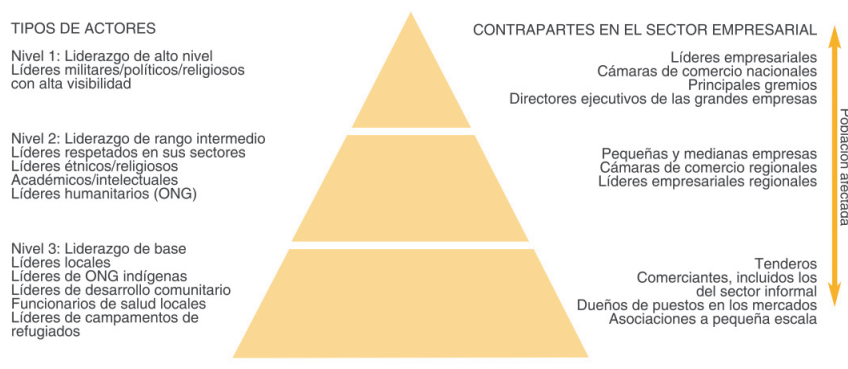 TIPOS DE ACTORES
Nivel 1: Liderazgo de alto nivel
Líderes militares/políticos/religiosos
con alta visibilidad
Nivel 2: Liderazgo de rango intermedio
Líderes respetados en sus sectores
Líderes étnicos/religiosos
Académicos/intelectuales
Líderes humanitarios (ONG)
Nivel 3: Liderazgo de base
Líderes locales
Líderes de ONG indígenas
Líderes de desarrollo comunitario
Funcionarios de salud locales
Líderes de campamentos de
refugiados
CONTRAPARTES EN EL SECTOR EMPRESARIAL
Líderes empresariales
Cámaras de comercio nacionales
Principales gremios
Directores ejecutivos de las grandes empresas
Pequeñas y medianas empresas
Cámaras de comercio regionales
Líderes empresariales regionales
Tenderos
Comerciantes, incluidos los
del sector informal
Dueños de puestos en los mercados
Asociaciones a pequeña escala
Población afectada